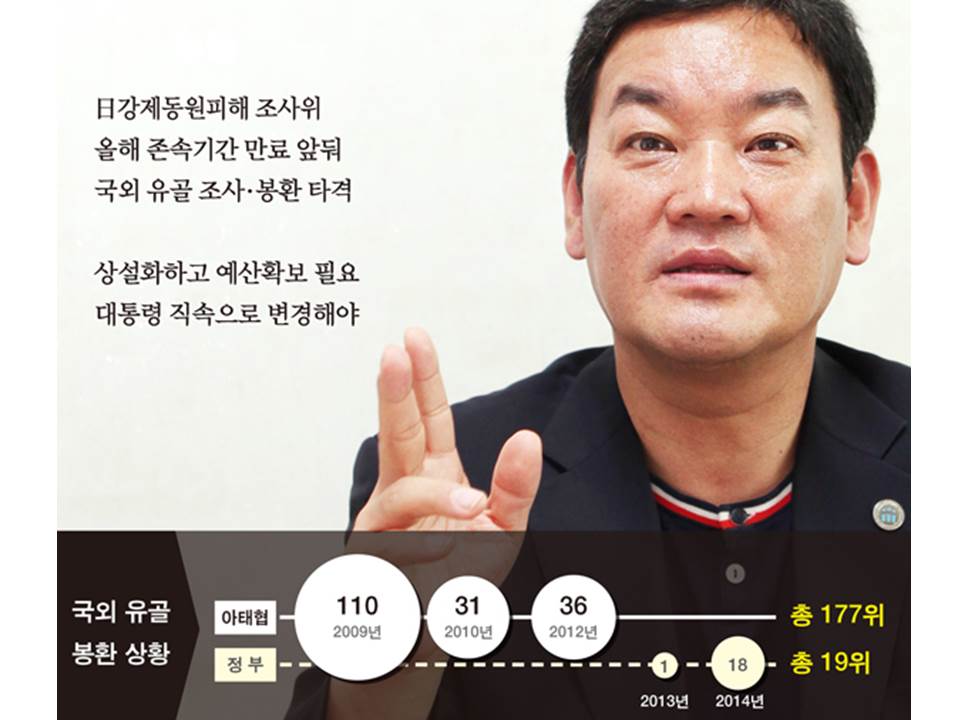 日강제동원피해 조사위
올해 존속기간 만료 앞둬
국외 유골 조사·봉환 타격
상설화하고 예산확보 필요
대통령 직속으로 변경해야
국외 유골
봉환 상황
아태협
110
2009년
31
2010년
36
2012년
총 177위
정부
1
2013년
18
2014년
총 19위